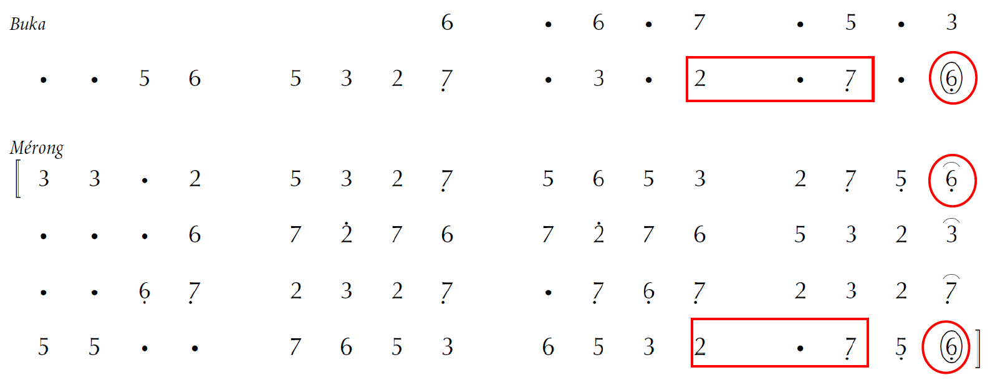 Buka 6 • 6 • 7 • 5 • 3
• • 5 6 5 3 2 7̣ • 3 • 2 • 7̣ • 6̣
Mérong
[ 3 3 • 2 5 3 2 7̣ 5 6 5 3 2 7̣ 5̣ 6̣
• • • 6 7 2̇ 7 6 7 2̇ 7 6 5 3 2 3
• • 6̣ 7̣ 2 3 2 7̣ • 7̣ 6̣ 7̣ 2 3 2 7̣
5 5 • • 7 6 5 3 6 5 3 2 • 7̣ 5̣ 6̣ ]